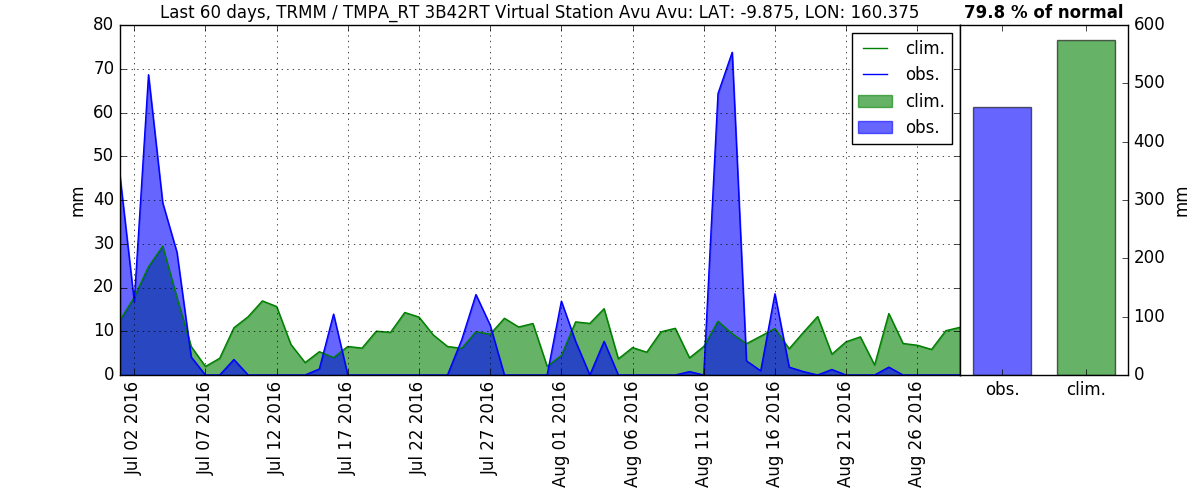 Last 60 days, TRMM / TMPA_RT 3B42RT Virtual Station Avu Avu: LAT: -9.875, LON: 160.375
79.8 % of normal
80
70
60
50
40
30
20
10
0
mm
clim.
obs.
clim.
obs.
600
500
400
300
200
100
0
mm
Jul 02 2016
Jul 07 2016
Jul 12 2016
Jul 17 2016
Jul 22 2016
Jul 27 2016
Aug 01 2016
Aug 06 2016
Aug 11 2016
Aug 16 2016
Aug 21 2016
Aug 26 2016
obs.
clim.